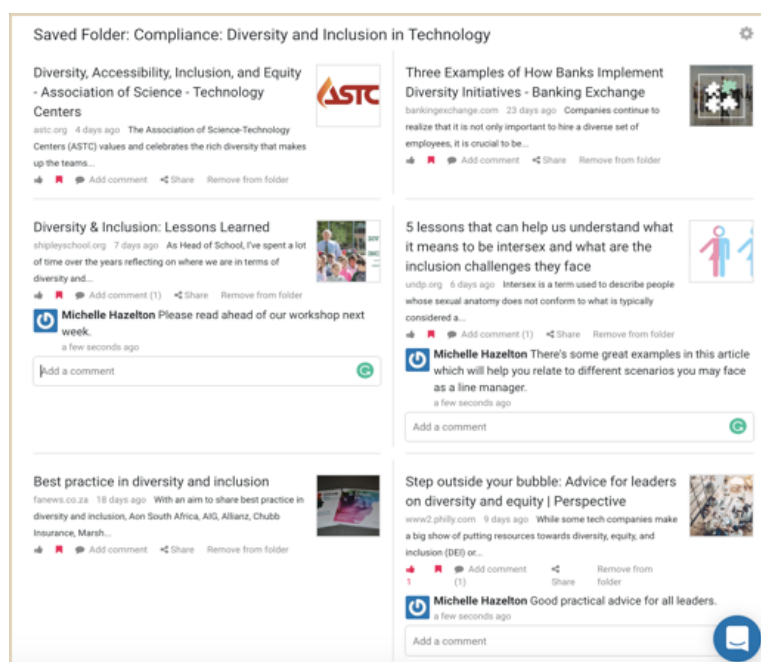 Saved Folder: Compliance: Diversity and Inclusion in Technology
Diversity, Accessibility, Inclusion, and Equity
- Association of Science - Technology
Centers
astc.org 4 days ago The Association of Science-Technology
Centers (ASTC) values and celebrates the rich diversity that makes
up the teams...
Add comment Share Remove from folder
ASTC
Three Examples of How Banks Implement
Diversity Initiatives - Banking Exchange
bankingexchange.com 23 days ago Companies continue to
realize that it is not only important to hire a diverse set of
employees, it is crucial to be...
Add comment Share Remove from folder
Diversity & Inclusion: Lessons Learned
shipleyschool.org 7 days ago As Head of School, I've spent a lot
of time over the years reflecting on where we are in terms of
diversity and...
Add comment (1) Share Remove from folder
Michelle Hazelton Please read ahead of our workshop next
week.
a few seconds ago
Add a comment
5 lessons that can help us understand what
it means to be intersex and what are the
inclusion challenges they face
undp.org 6 days ago Intersex is a term used to describe people
whose sexual anatomy does not conform to what is typically
considered a...
Add comment (1) Share Remove from folder
Michelle Hazelton There's some great examples in this article
which will help you relate to different scenarios you may face
as a line manager.
a few seconds ago
Add a comment
Best practice in diversity and inclusion
fanews.co.za 18 days ago With an aim to share best practice in
diversity and inclusion, Aon South Africa, AIG, Allianz, Chubb
Insurance, Marsh...
Add comment Share Remove from folder
Step outside your bubble: Advice for leaders
on diversity and equity | Perspective
www2.philly.com 9 days ago While some tech companies make
a big show of putting resources towards diversity, equity, and
inclusion (DEI) or...
1 Add comment (1) Share Remove from folder
Michelle Hazelton Good practical advice for all leaders.
a few seconds ago
Add a comment